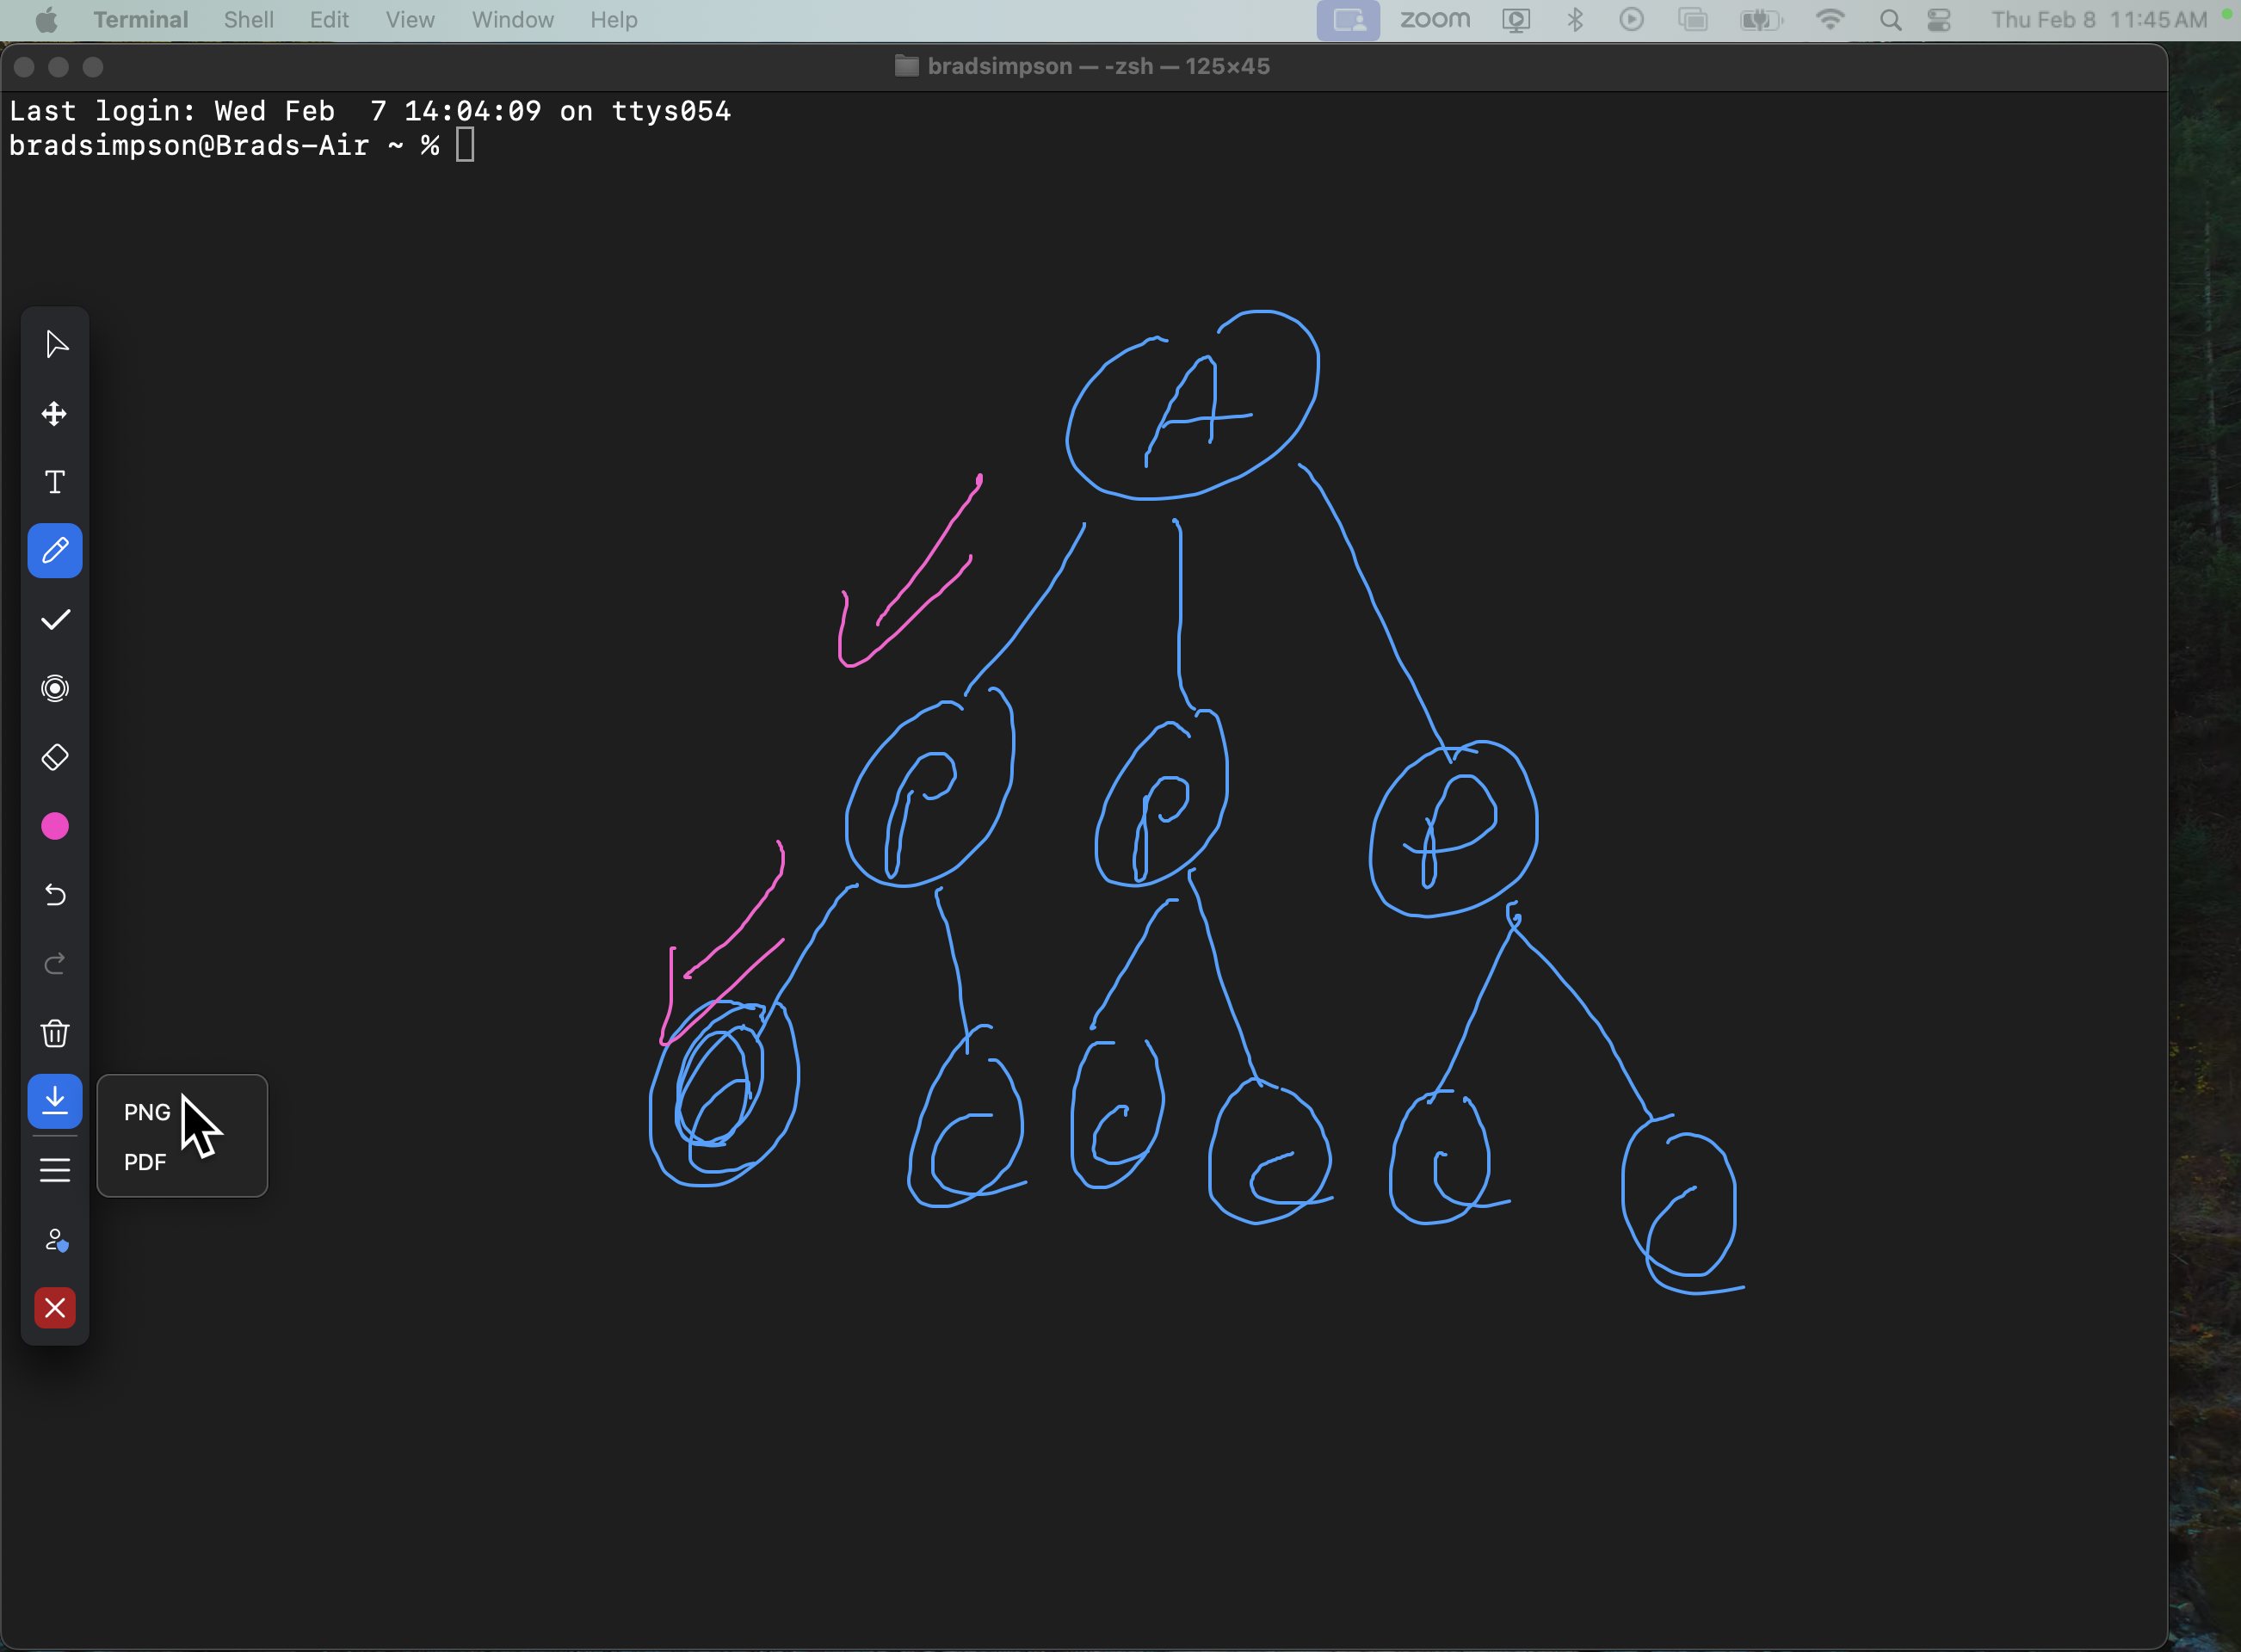 Terminal Shell Edit View Window Help zoom Thu Feb 8 11:45 AM
bradsimpson — -zsh — 125×45
Last login: Wed Feb  7 14:04:09 on ttys054
bradsimpson@Brads-Air ~ %
T
A
P P P
C C C C C C
PNG
PDF